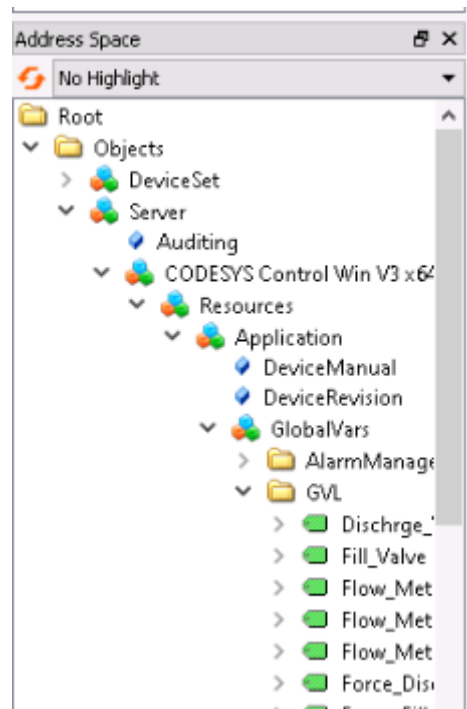 Address Space
No Highlight
Root
Objects
DeviceSet
Server
Auditing
CODESYS Control Win V3 x64
Resources
Application
DeviceManual
DeviceRevision
GlobalVars
AlarmManage
GVL
Dischrge_
Fill_Valve
Flow_Met
Flow_Met
Flow_Met
Force_Dis